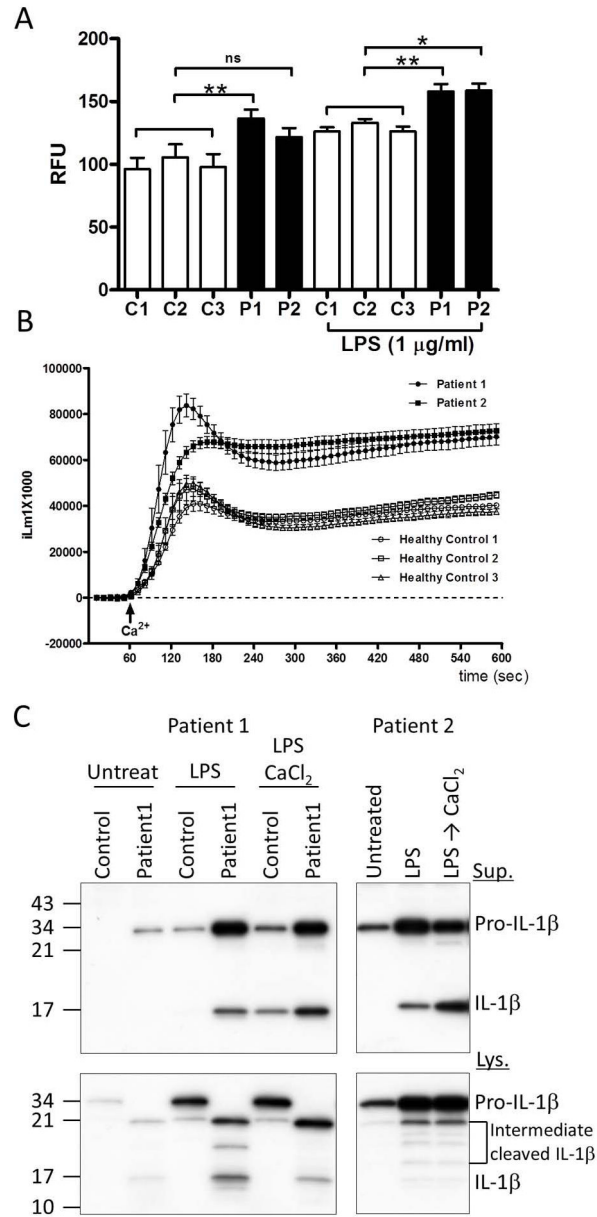 A
200
150
100
50
0
RFU
ns
**
*
**
C1 C2 C3 P1 P2 C1 C2 C3 P1 P2
LPS (1 μg/ml)
B
100000
80000
60000
40000
20000
0
-20000
iLm1X1000
Patient 1
Patient 2
Healthy Control 1
Healthy Control 2
Healthy Control 3
Ca2+
60 120 180 240 300 360 420 480 540 600
time (sec)
C
Patient 1
Patient 2
Untreat
LPS
LPS
CaCl2
Control
Patient1
Control
Patient1
Control
Patient1
Untreated
LPS
LPS → CaCl2
Sup.
43
34
21
17
Pro-IL-1β
IL-1β
Lys.
34
21
17
10
Pro-IL-1β
Intermediate
cleaved IL-1β
IL-1β